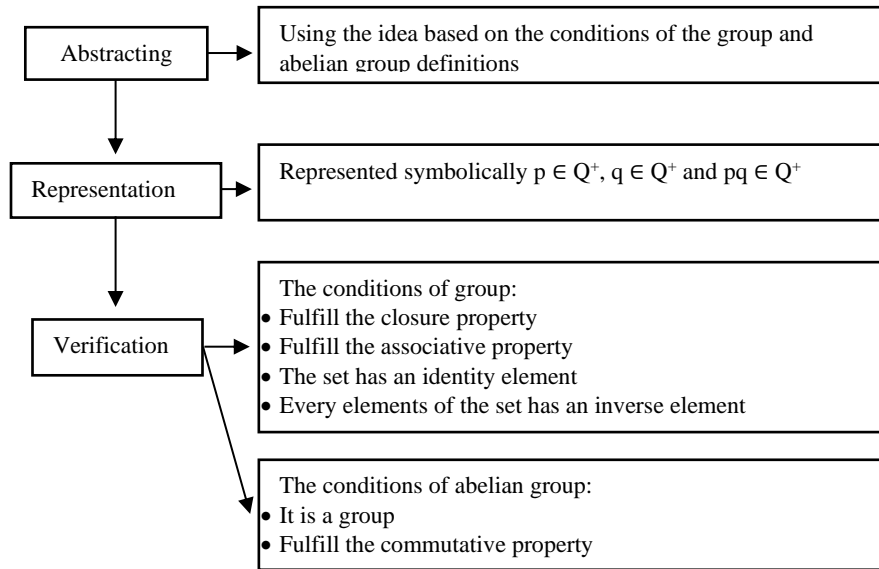 Abstracting
Using the idea based on the conditions of the group and
abelian group definitions
Representation
Represented symbolically p ∈ Q⁺, q ∈ Q⁺ and pq ∈ Q⁺
Verification
The conditions of group:
• Fulfill the closure property
• Fulfill the associative property
• The set has an identity element
• Every elements of the set has an inverse element
The conditions of abelian group:
• It is a group
• Fulfill the commutative property